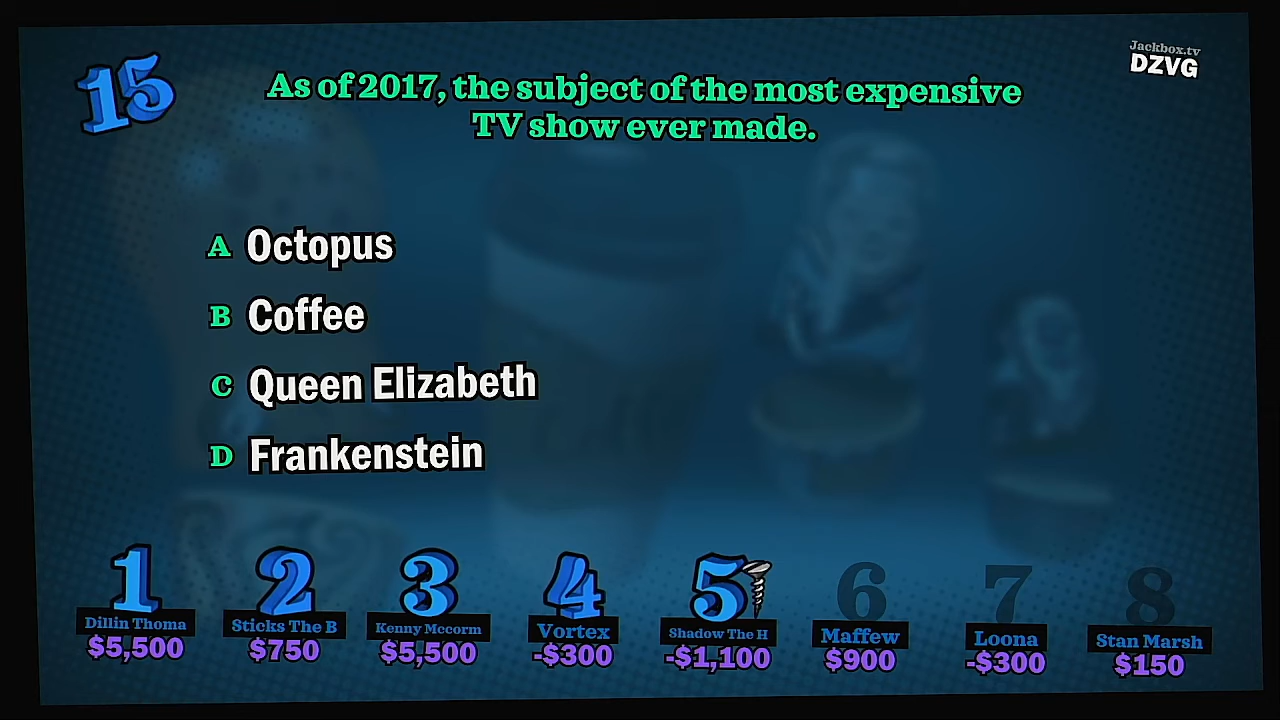 15
Jackbox.tv
DZVG
As of 2017, the subject of the most expensive
TV show ever made.
A Octopus
B Coffee
C Queen Elizabeth
D Frankenstein
1 2 3 4 5 6 7 8
Dillin Thoma Sticks The B Kenny Mccorm Vortex Shadow The H Maffew Loona Stan Marsh
$5,500 $750 $5,500 -$300 -$1,100 $900 -$300 $150